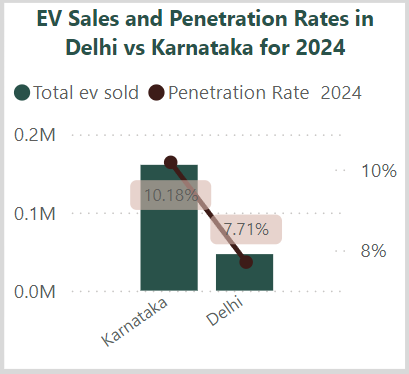 EV Sales and Penetration Rates in
Delhi vs Karnataka for 2024
Total ev sold Penetration Rate 2024
0.2M
10%
10.18%
0.1M
7.71%
8%
0.0M
Karnataka
Delhi